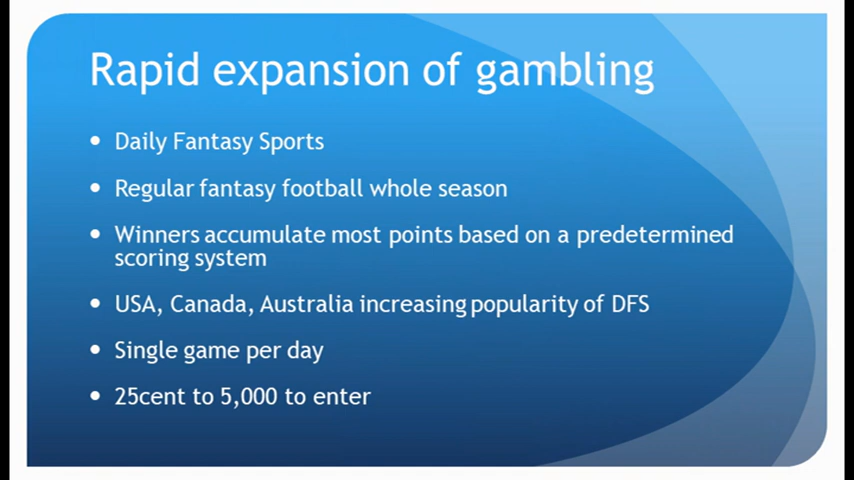 Rapid expansion of gambling
• Daily Fantasy Sports
• Regular fantasy football whole season
• Winners accumulate most points based on a predetermined
scoring system
• USA, Canada, Australia increasing popularity of DFS
• Single game per day
• 25cent to 5,000 to enter